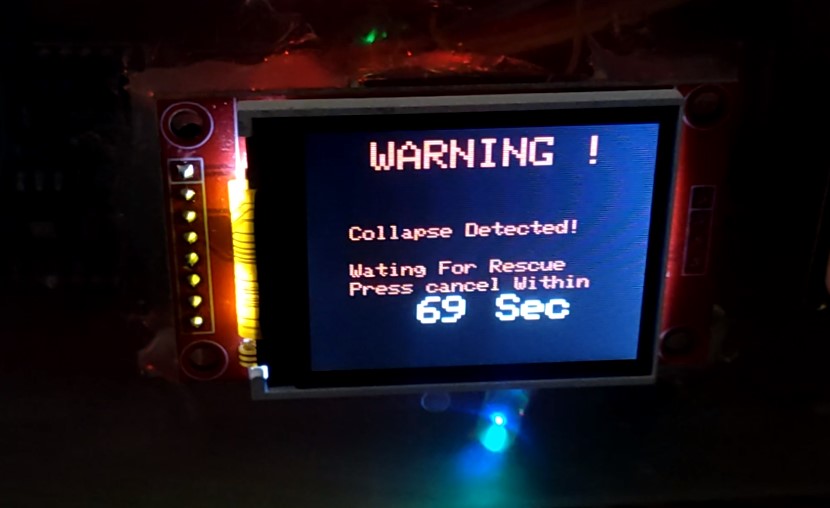 WARNING !
Collapse Detected!
Wating For Rescue
Press cancel Within
69 Sec